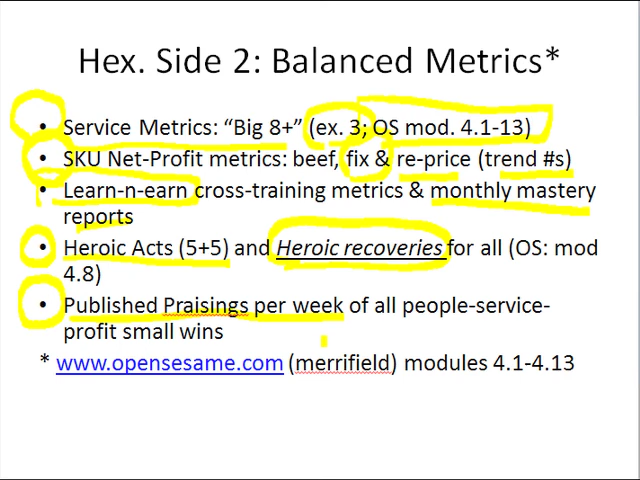 Hex. Side 2: Balanced Metrics*
• Service Metrics: “Big 8+” (ex. 3; OS mod. 4.1-13)
• SKU Net-Profit metrics: beef, fix & re-price (trend #s)
• Learn-n-earn cross-training metrics & monthly mastery
reports
• Heroic Acts (5+5) and Heroic recoveries for all (OS: mod
4.8)
• Published Praisings per week of all people-service-
profit small wins
* www.opensesame.com (merrifield) modules 4.1-4.13